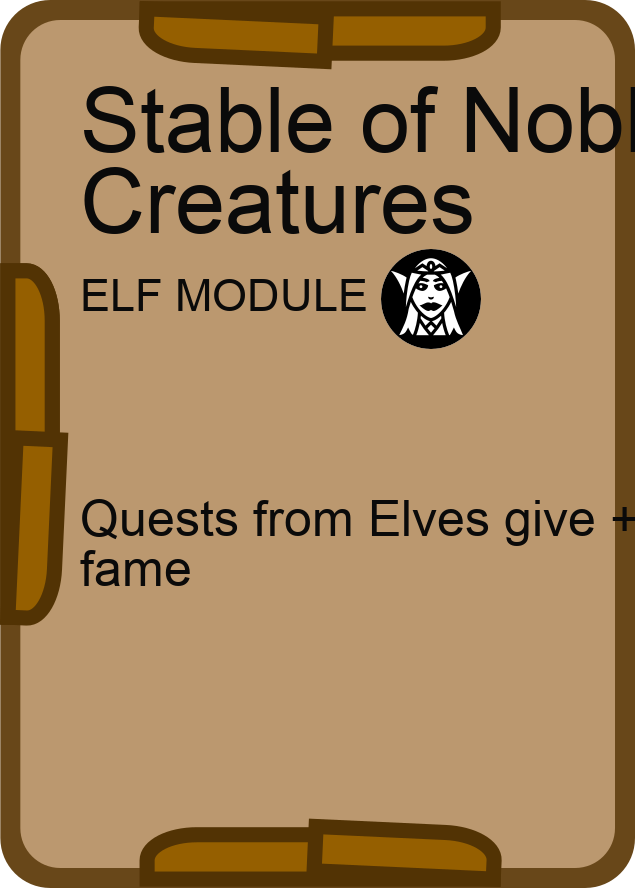 Stable of Nobl
Creatures
ELF MODULE
Quests from Elves give +
fame